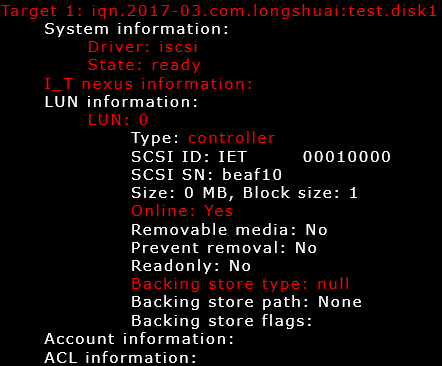 Target 1: iqn.2017-03.com.longshuai:test.disk1
System information:
Driver: iscsi
State: ready
I_T nexus information:
LUN information:
LUN: 0
Type: controller
SCSI ID: IET     00010000
SCSI SN: beaf10
Size: 0 MB, Block size: 1
Online: Yes
Removable media: No
Prevent removal: No
Readonly: No
Backing store type: null
Backing store path: None
Backing store flags:
Account information:
ACL information: